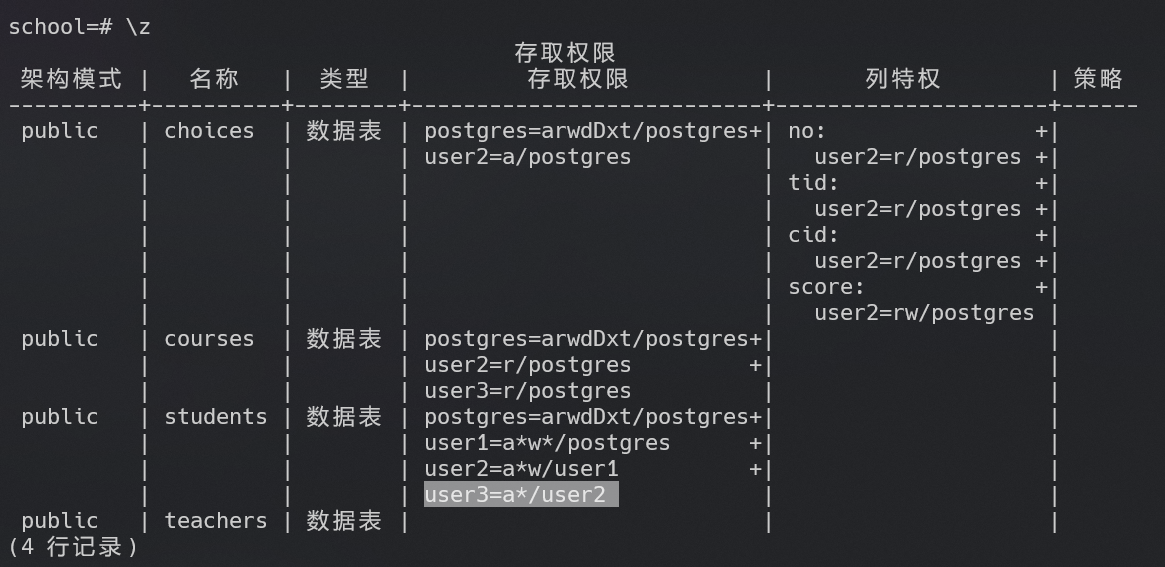 school=# \z
存取权限
架构模式 | 名称 | 类型 | 存取权限 | 列特权 | 策略
----------+----------+--------+---------------------------+---------------------+------
public | choices | 数据表 | postgres=arwdDxt/postgres+| no: +|
| | | user2=a/postgres | user2=r/postgres +|
| | | | tid: +|
| | | | user2=r/postgres +|
| | | | cid: +|
| | | | user2=r/postgres +|
| | | | score: +|
| | | | user2=rw/postgres |
public | courses | 数据表 | postgres=arwdDxt/postgres+| |
| | | user2=r/postgres +| |
| | | user3=r/postgres | |
public | students | 数据表 | postgres=arwdDxt/postgres+| |
| | | user1=a*w*/postgres +| |
| | | user2=a*w/user1 +| |
| | | user3=a*/user2 | |
public | teachers | 数据表 | | |
(4 行记录)